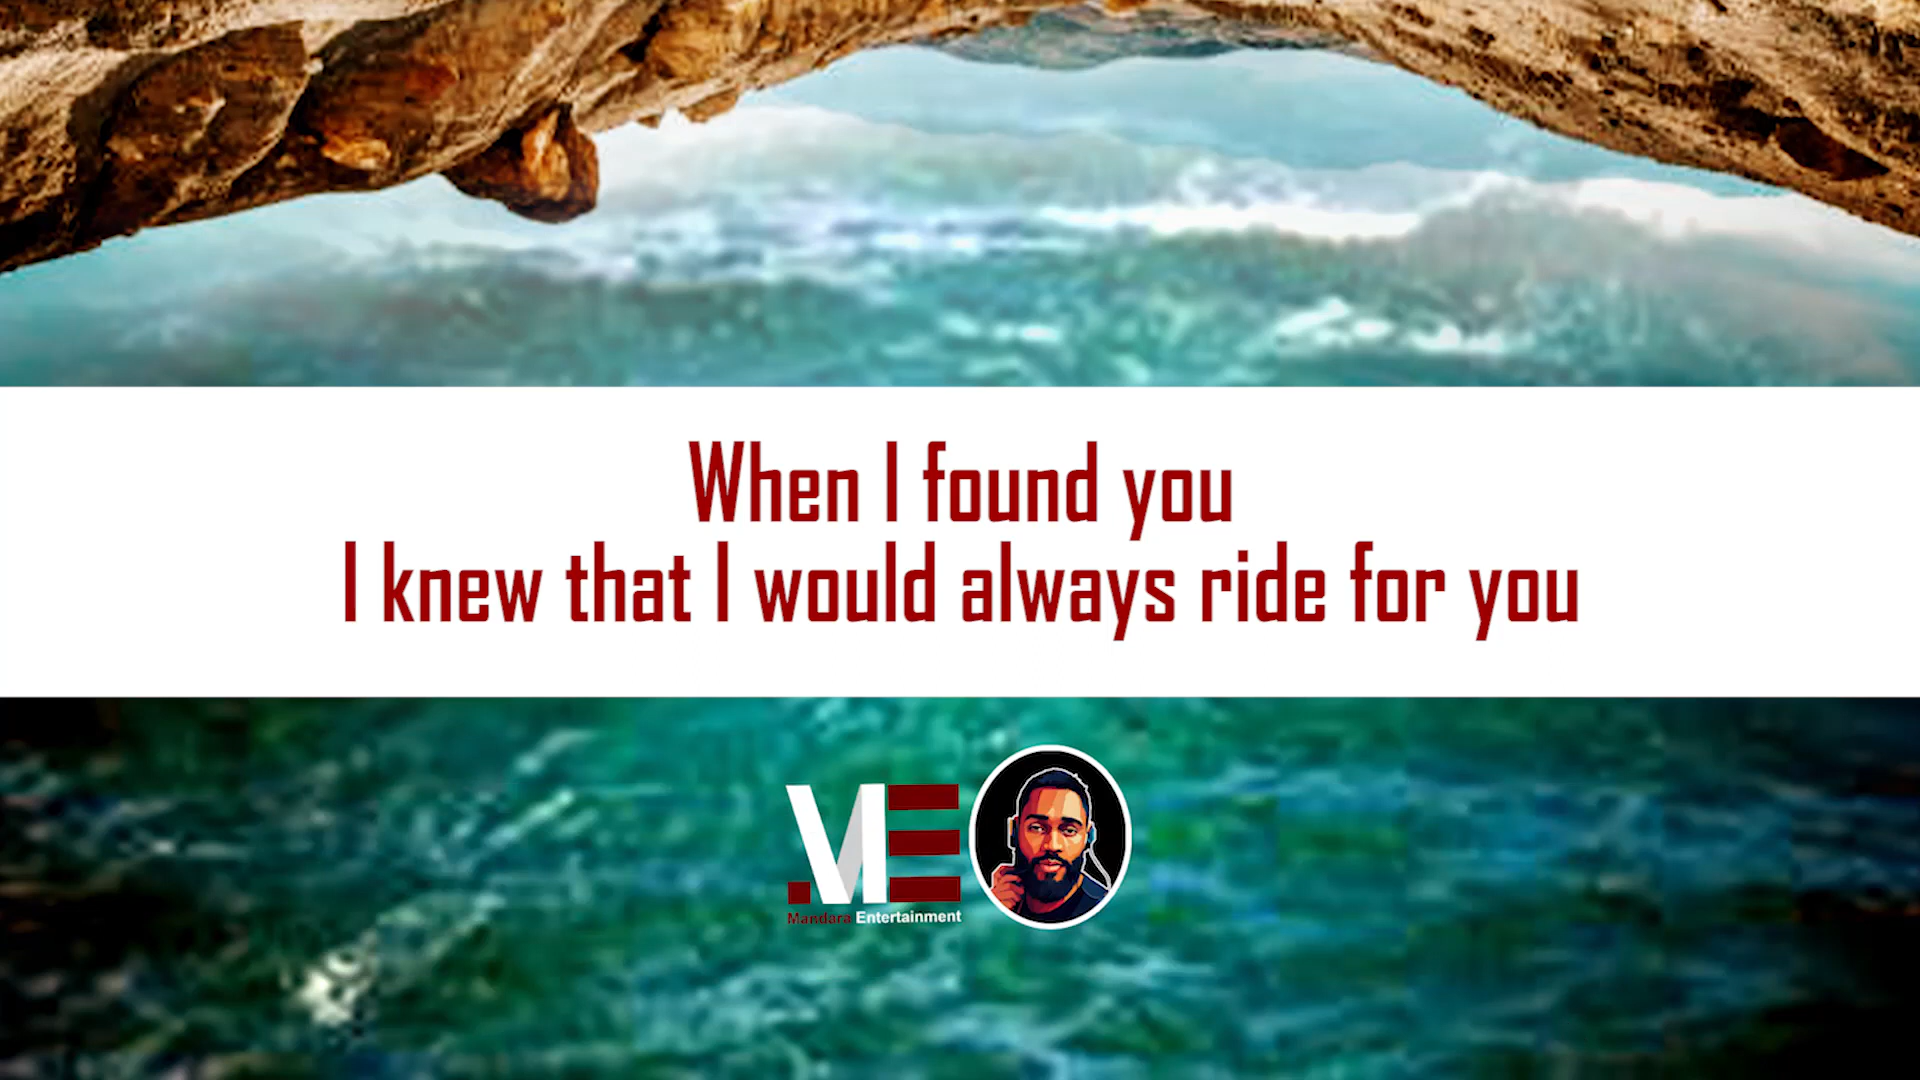 When I found you
I knew that I would always ride for you
ME
Mandara Entertainment